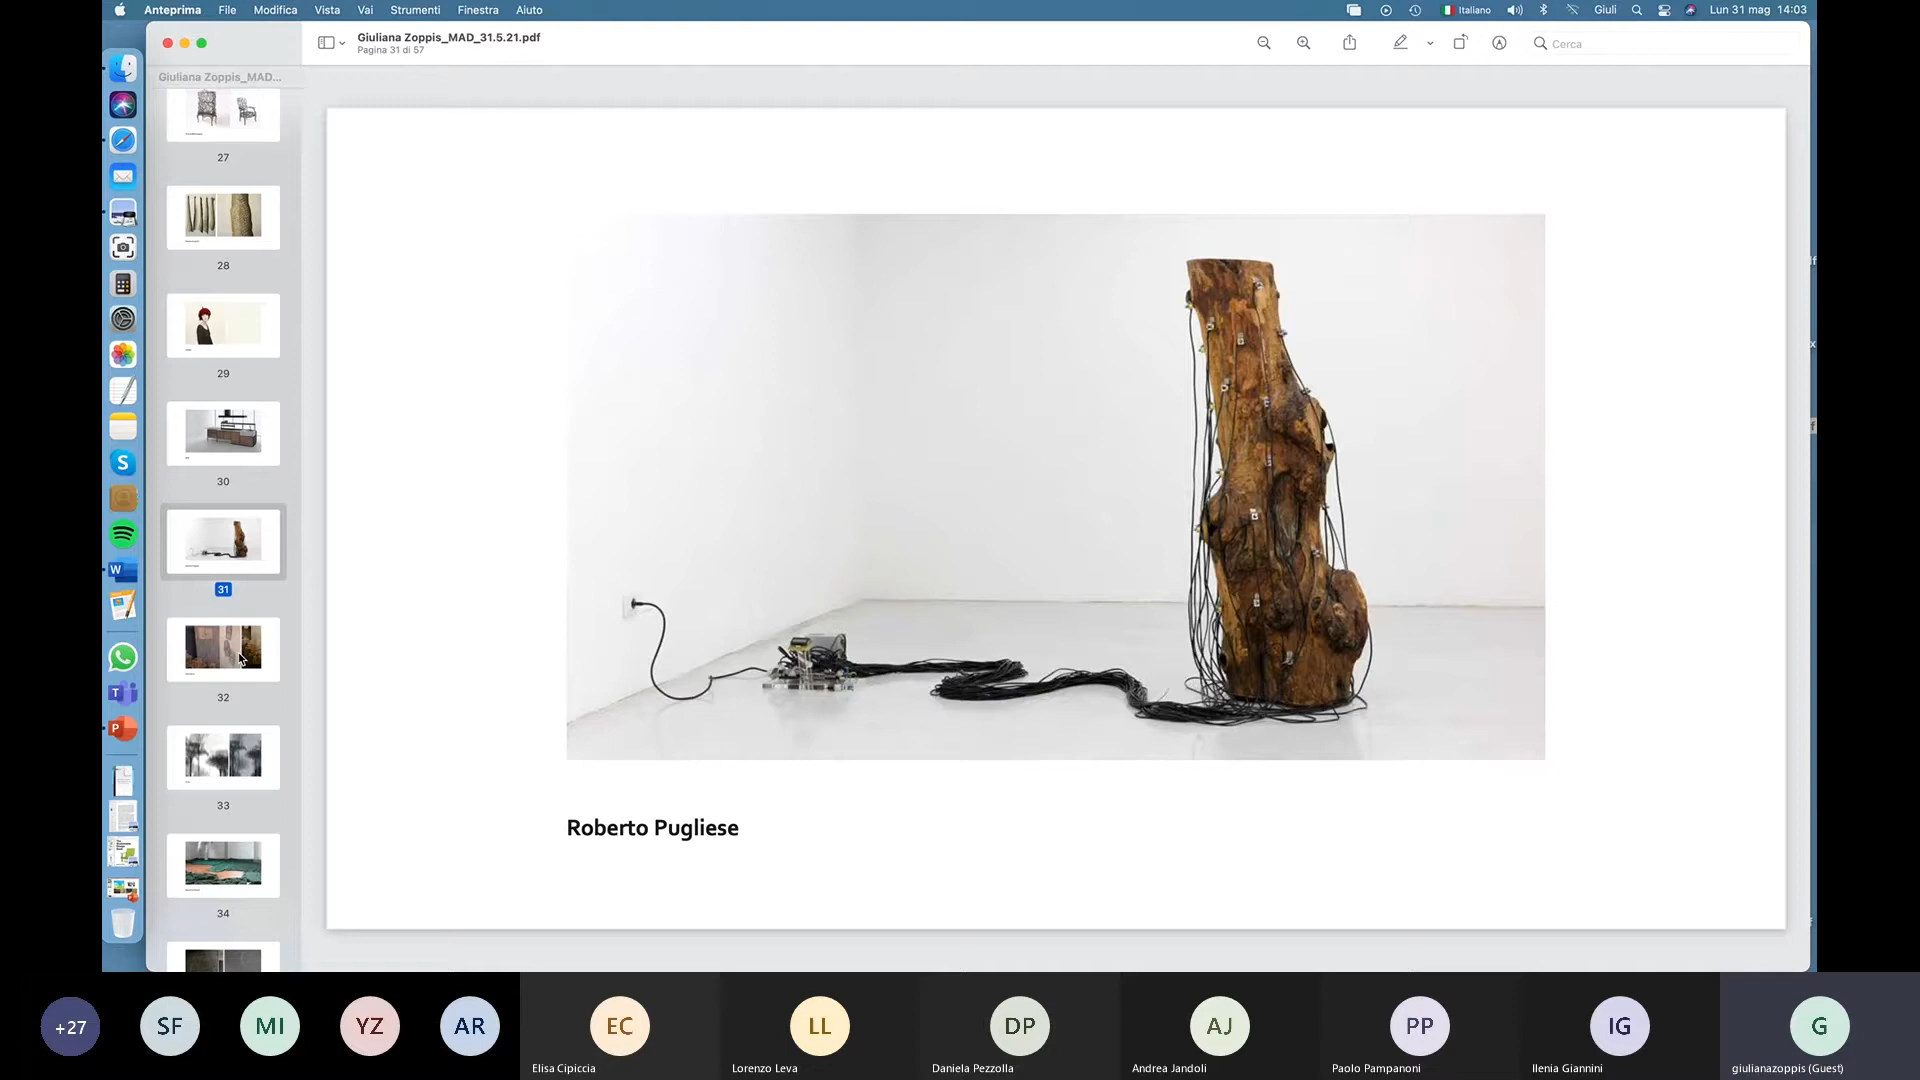 Anteprima File Modifica Vista Vai Strumenti Finestra Aiuto
Italiano Giuli Lun 31 mag 14:03
Giuliana Zoppis_MAD_31.5.21.pdf
Pagina 31 di 57
Cerca
Giuliana Zoppis_MAD...
27
28
29
30
31
32
33
34
Roberto Pugliese
+27
SF
MI
YZ
AR
EC
LL
DP
AJ
PP
IG
G
Elisa Cipiccia
Lorenzo Leva
Daniela Pezzolla
Andrea Jandoli
Paolo Pampanoni
Ilenia Giannini
giulianazoppis (Guest)